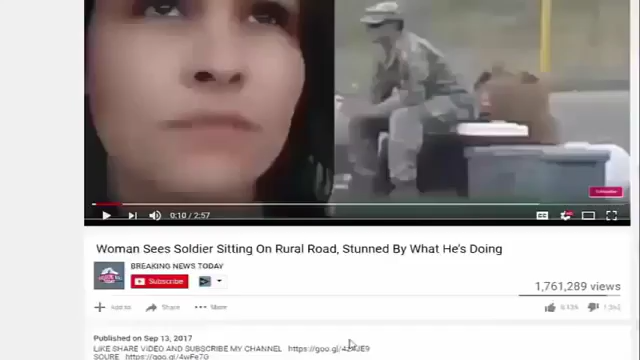 0:10 / 2:57
Woman Sees Soldier Sitting On Rural Road, Stunned By What He's Doing
BREAKING NEWS TODAY
Subscribe
1,761,289 views
Add to Share More
Published on Sep 13, 2017
LIKE SHARE VIDEO AND SUBSCRIBE MY CHANNEL
SOURE